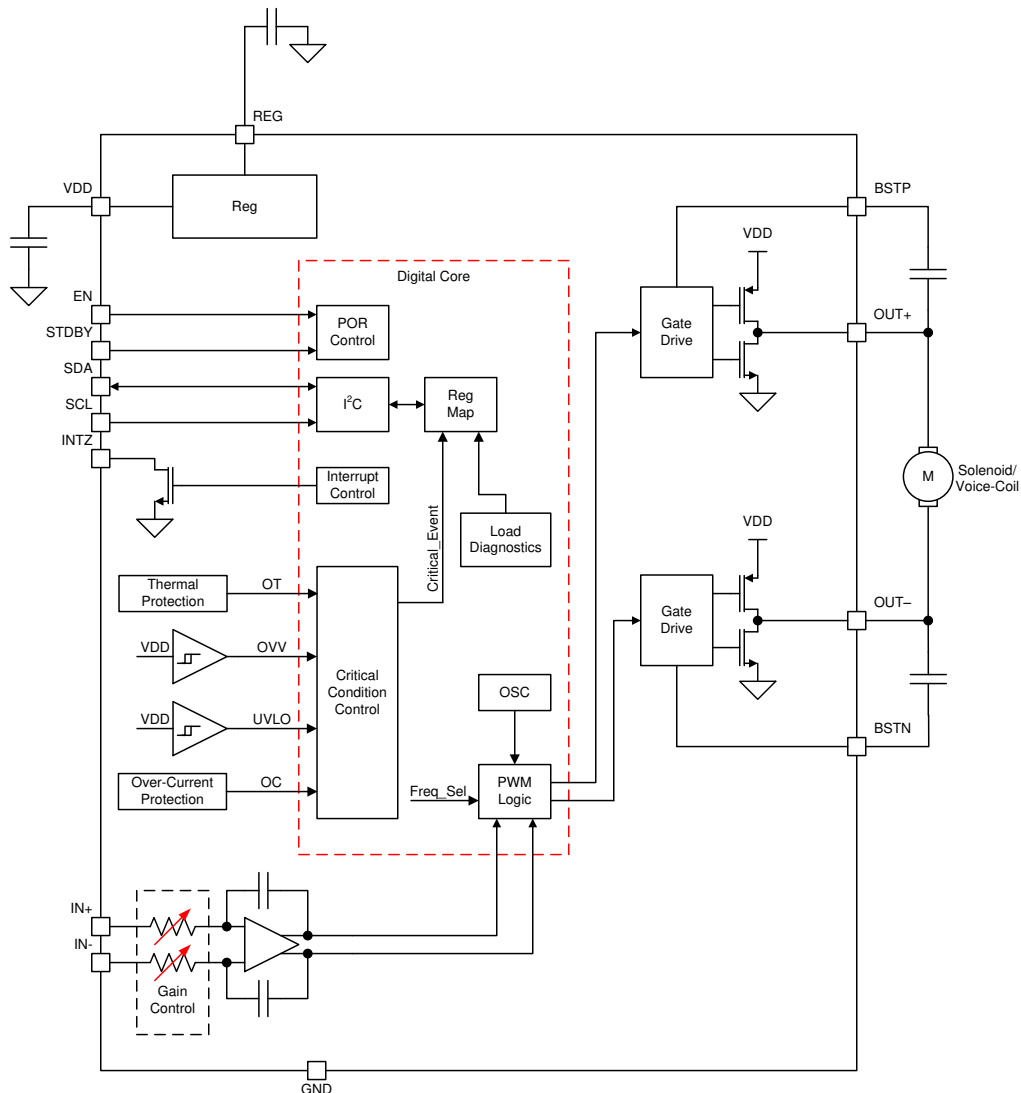 REG
VDD
Reg
BSTP
VDD
Digital Core
EN
POR
Control
Gate
Drive
OUT+
STDBY
SDA
I²C
Reg
Map
SCL
INTZ
Interrupt
Control
M
Solenoid/
Voice-Coil
Load
Diagnostics
Critical_Event
VDD
Thermal
Protection
OT
Gate
Drive
OUT–
VDD
OVV
Critical
Condition
Control
OSC
VDD
UVLO
BSTN
Over-Current
Protection
OC
Freq_Sel
PWM
Logic
IN+
IN-
Gain
Control
GND